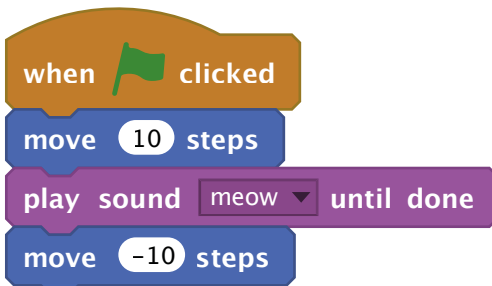 when clicked
move 10 steps
play sound meow until done
move -10 steps